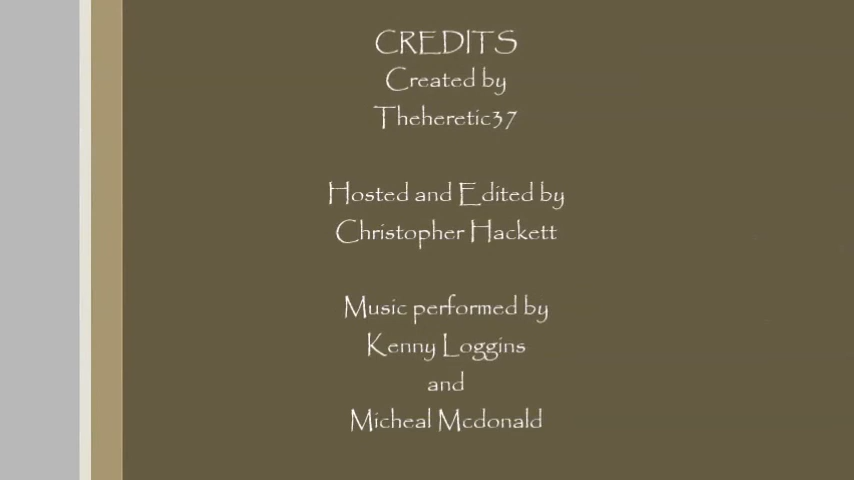 CREDITS
Created by
Theheretic37
Hosted and Edited by
Christopher Hackett
Music performed by
Kenny Loggins
and
Micheal Mcdonald